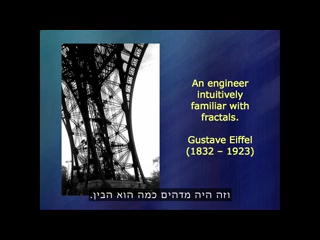 An engineer
intuitively
familiar with
fractals.
Gustave Eiffel
(1832 – 1923)
וזה היה מדהים כמה הוא הבין.